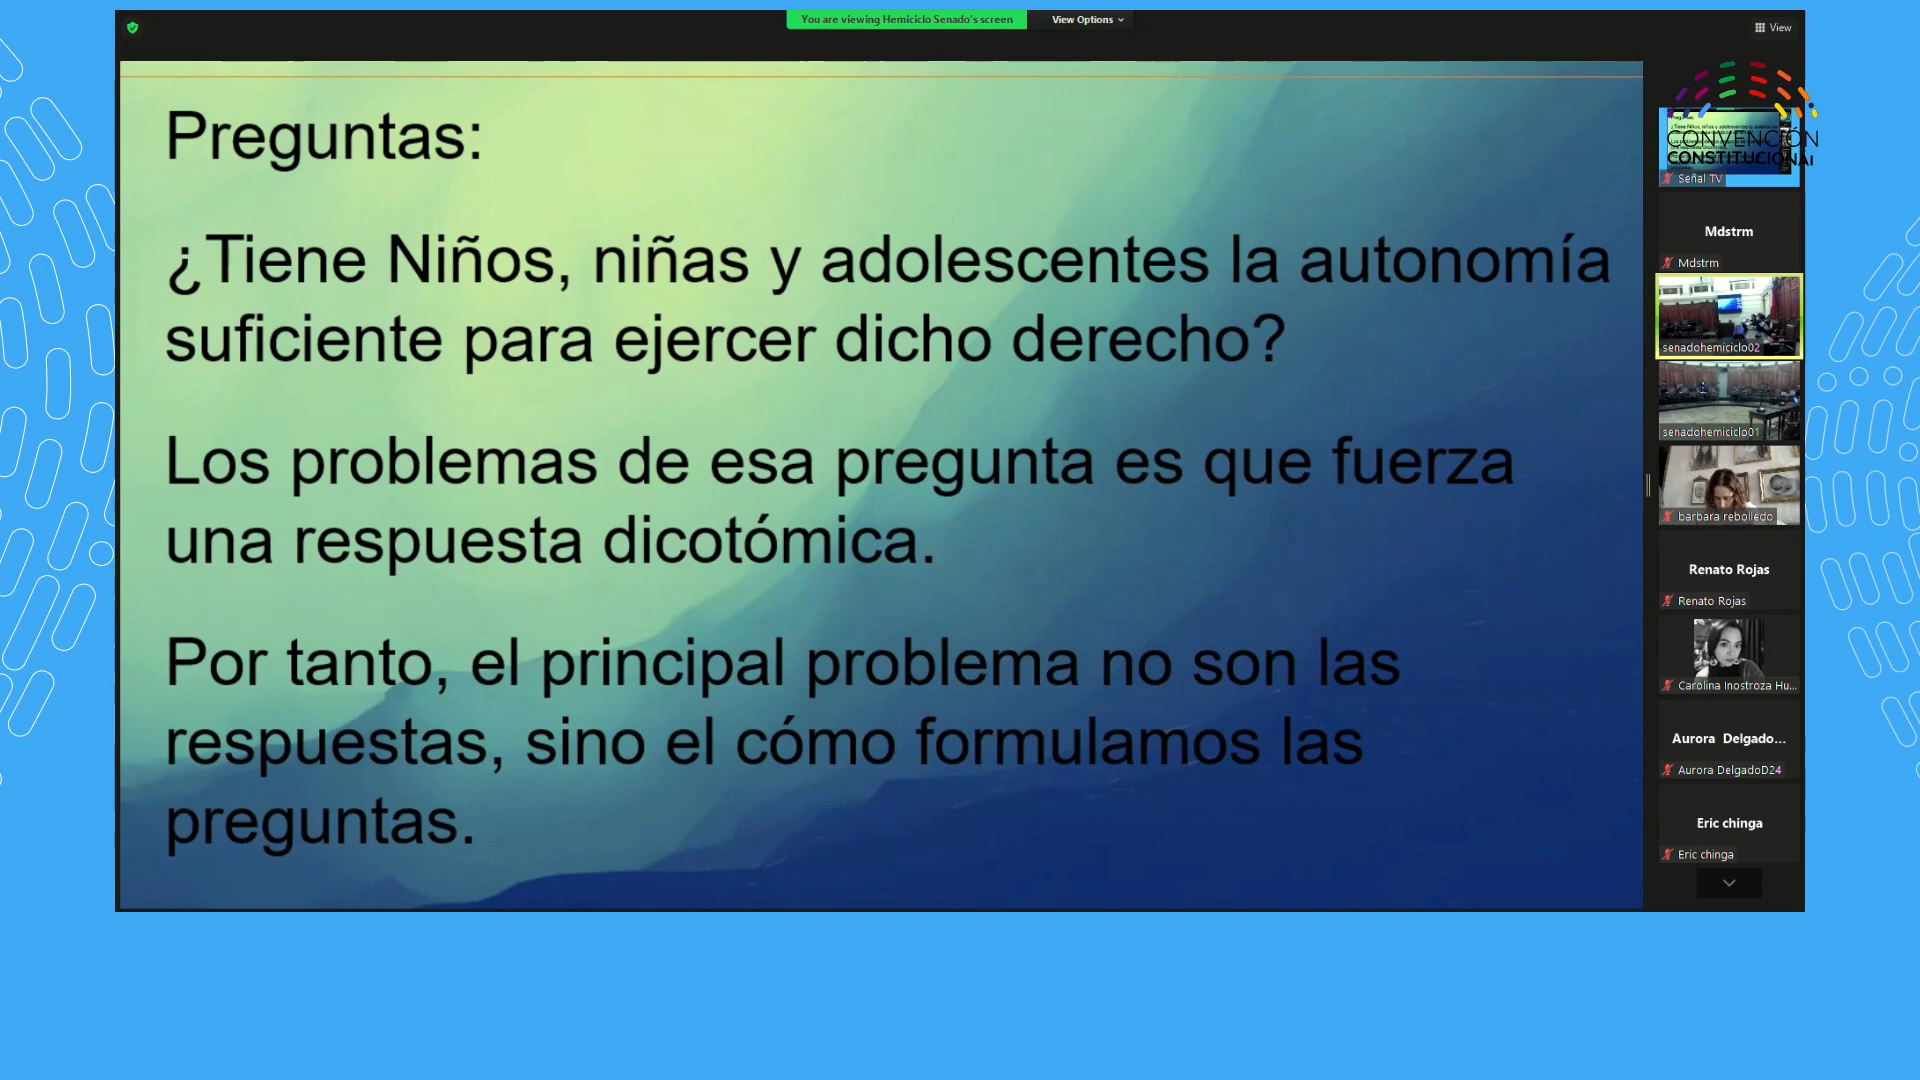 You are viewing Hemiciclo Senado's screen
View Options
View
Preguntas:
¿Tiene Niños, niñas y adolescentes la autonomía
suficiente para ejercer dicho derecho?
Los problemas de esa pregunta es que fuerza
una respuesta dicotómica.
Por tanto, el principal problema no son las
respuestas, sino el cómo formulamos las
preguntas.
CONVENCIÓN
CONSTITUCIONAL
Señal TV
Mdstrm
Mdstrm
senadohemiciclo02
senadohemiciclo01
barbara rebolledo
Renato Rojas
Renato Rojas
Carolina Inostroza Hu...
Aurora Delgado...
Aurora DelgadoD24
Eric chinga
Eric chinga